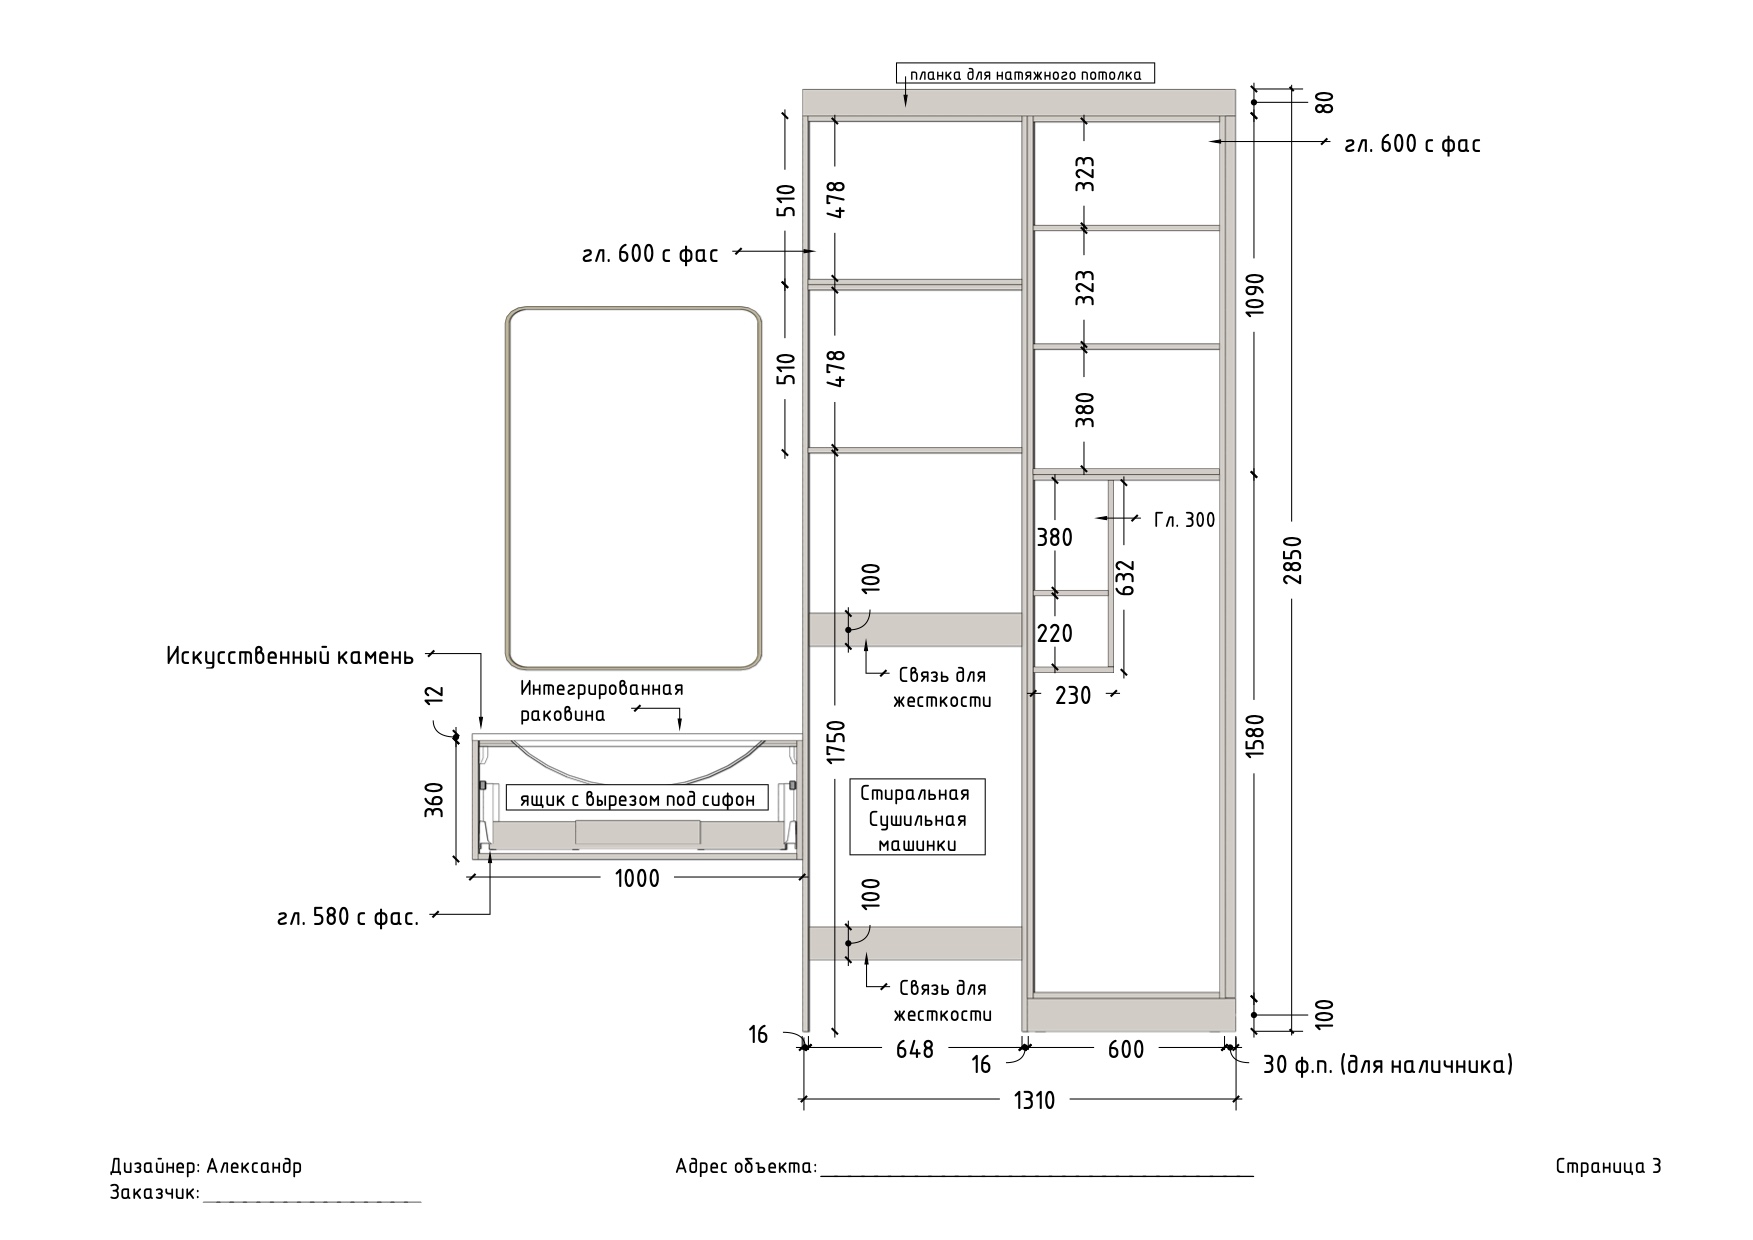 планка для натяжного потолка
80
гл. 600 с фас
323
510
478
гл. 600 с фас
323
1090
510
478
380
Гл. 300
380
2850
100
632
220
Искусственный камень
Связь для
жесткости
Интегрированная
раковина
12
230
1750
1580
360
ящик с вырезом под сифон
Стиральная
Сушильная
машинки
1000
100
гл. 580 с фас.
Связь для
жесткости
100
16
648
16
600
30 ф.п. (для наличника)
1310
Дизайнер: Александр
Адрес объекта:
Страница 3
Заказчик: